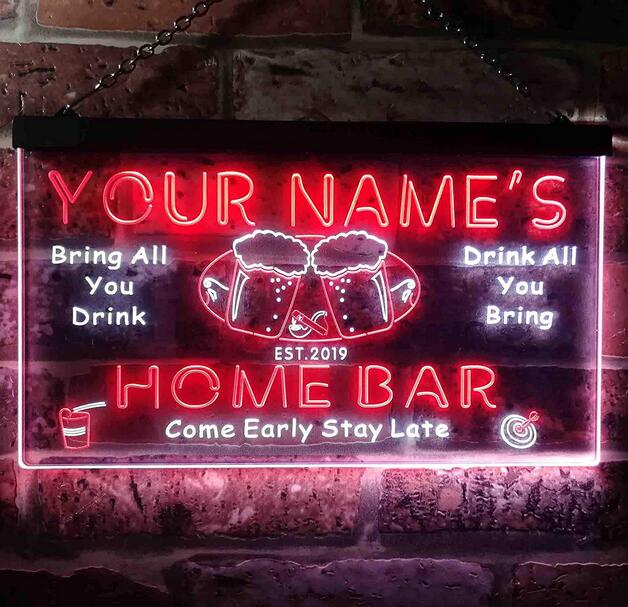 YOUR NAME'S
Bring All
You
Drink
Drink All
You
Bring
EST.2019
HOME BAR
Come Early Stay Late